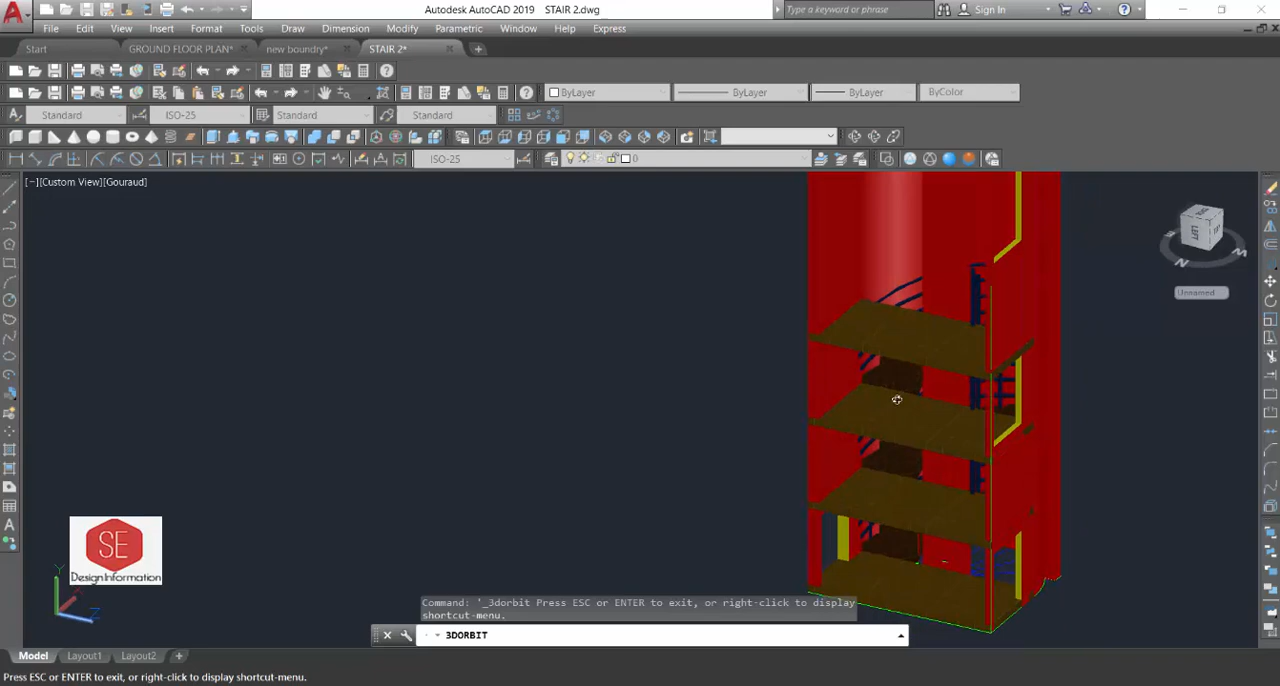 Autodesk AutoCAD 2019 STAIR 2.dwg
Type a keyword or phrase
Sign In
File Edit View Insert Format Tools Draw Dimension Modify Parametric Window Help Express
Start GROUND FLOOR PLAN* new boundry* STAIR 2*
ByLayer ByLayer ByLayer ByColor
Standard ISO-25 Standard Standard
ISO-25 0
[−][Custom View][Gouraud]
LEFT
Unnamed
SE
Design Information
Command: '_3dorbit Press ESC or ENTER to exit, or right-click to display
shortcut-menu.
3DORBIT
Model Layout1 Layout2
Press ESC or ENTER to exit, or right-click to display shortcut-menu.